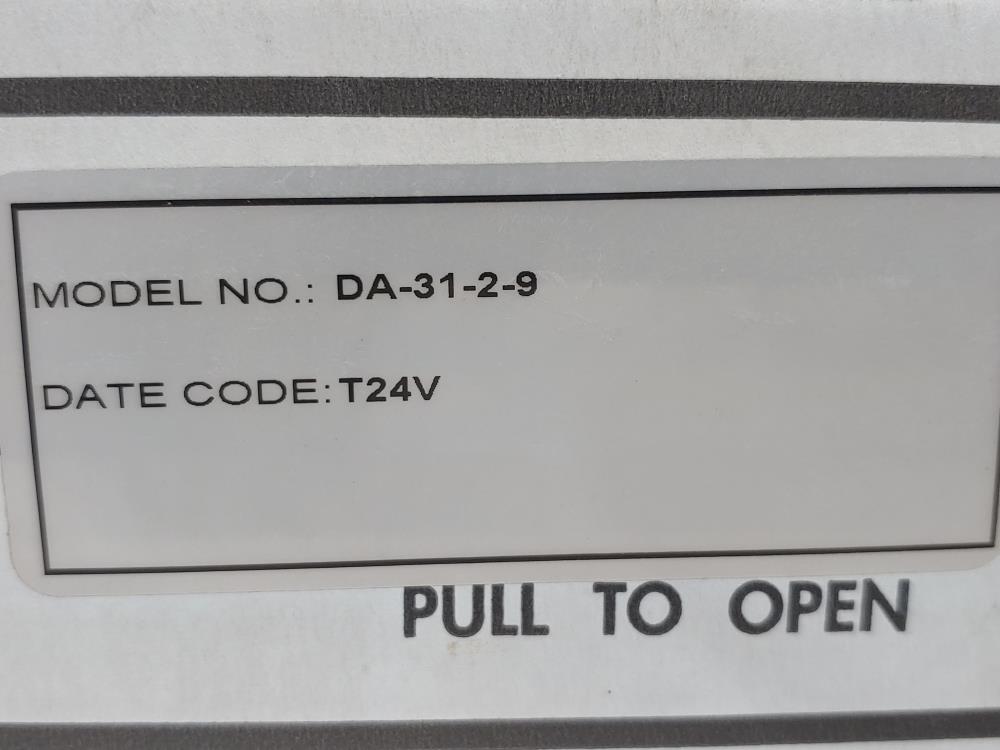 MODEL NO.: DA-31-2-9
DATE CODE: T24V
PULL TO OPEN